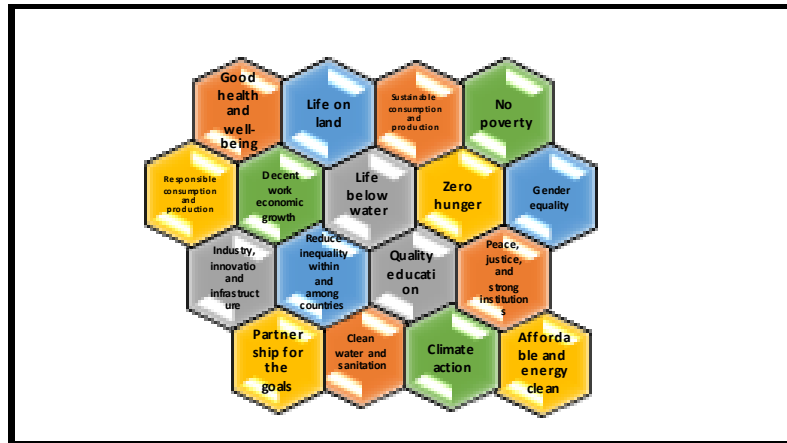 Good
health
and
well-
being
Life on
land
Sustainable
consumption
and
production
No
poverty
Responsible
consumption
and
production
Decent
work
economic
growth
Life
below
water
Zero
hunger
Gender
equality
Industry,
innovatio
n and
infrastruct
ure
Reduce
inequality
within
and
among
countries
Quality
educati
on
Peace,
justice,
and
strong
institution
s
Partner
ship for
the
goals
Clean
water and
sanitation
Climate
action
Afforda
ble and
energy
clean